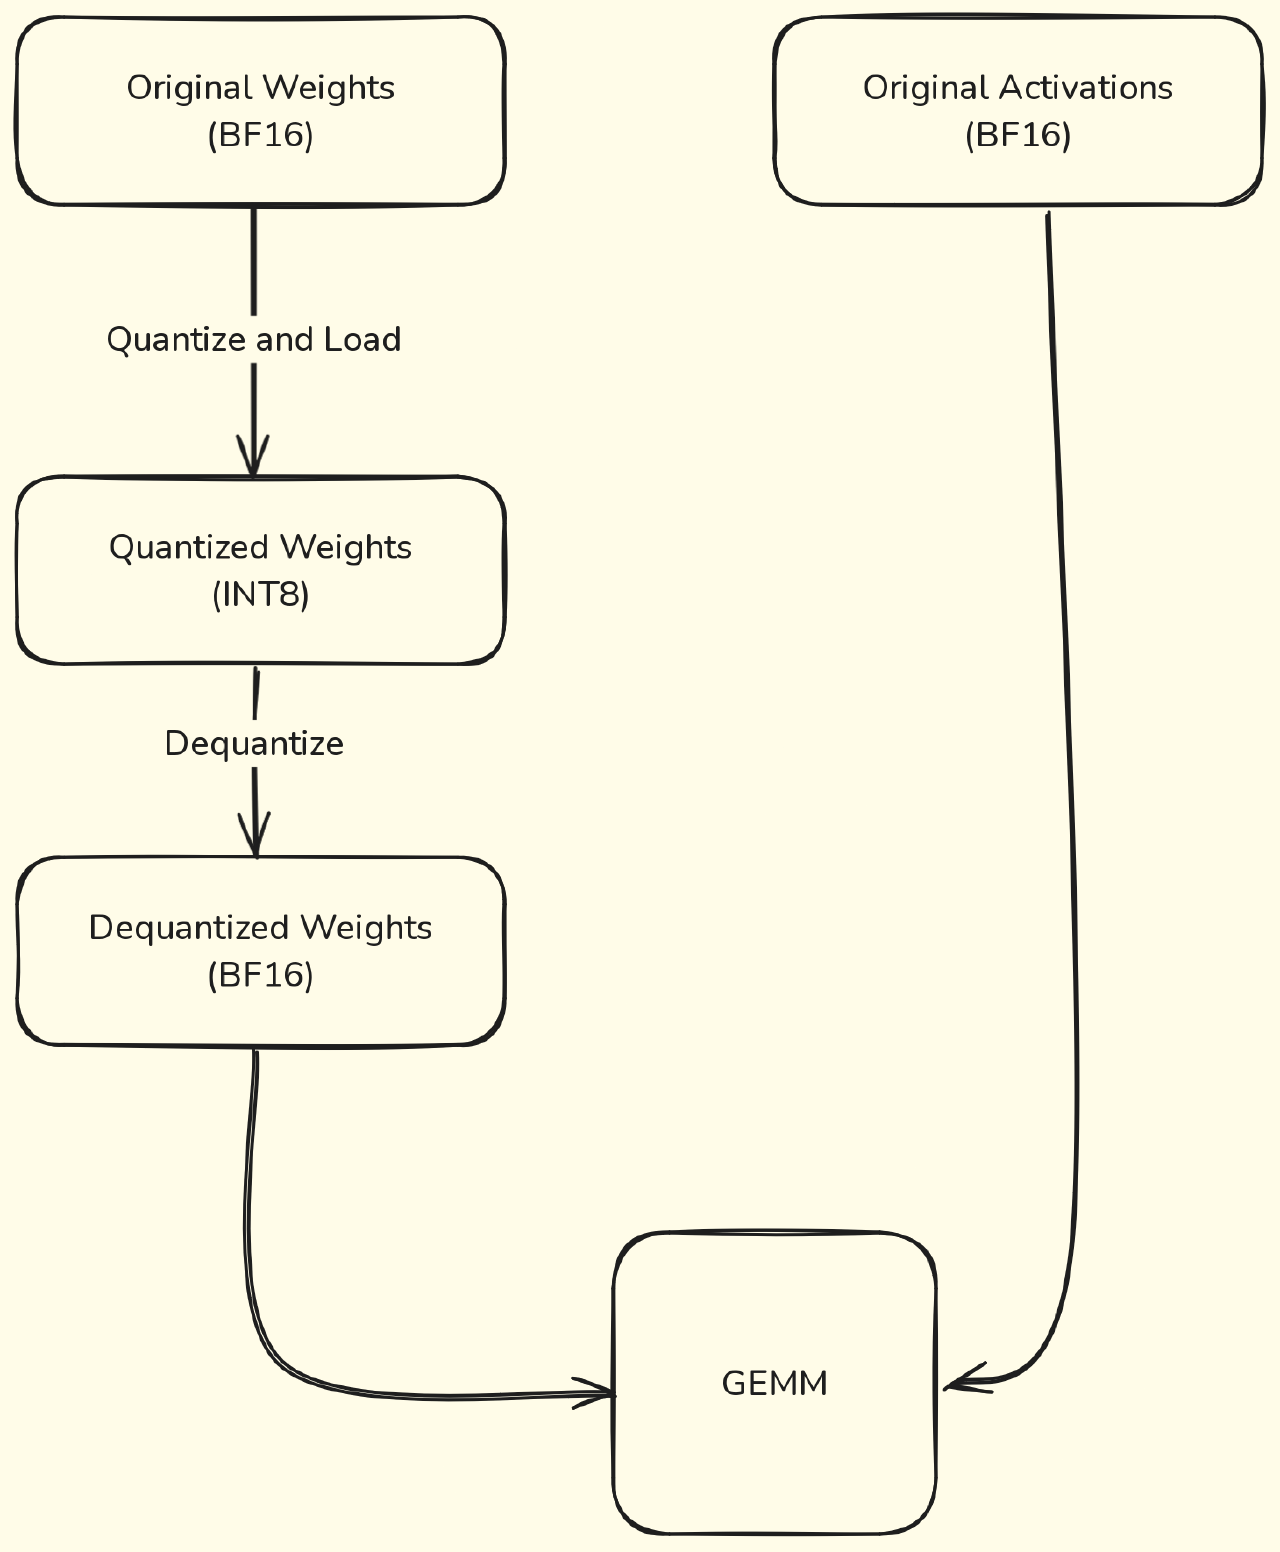 Original Weights
(BF16)
Original Activations
(BF16)
Quantize and Load
Quantized Weights
(INT8)
Dequantize
Dequantized Weights
(BF16)
GEMM